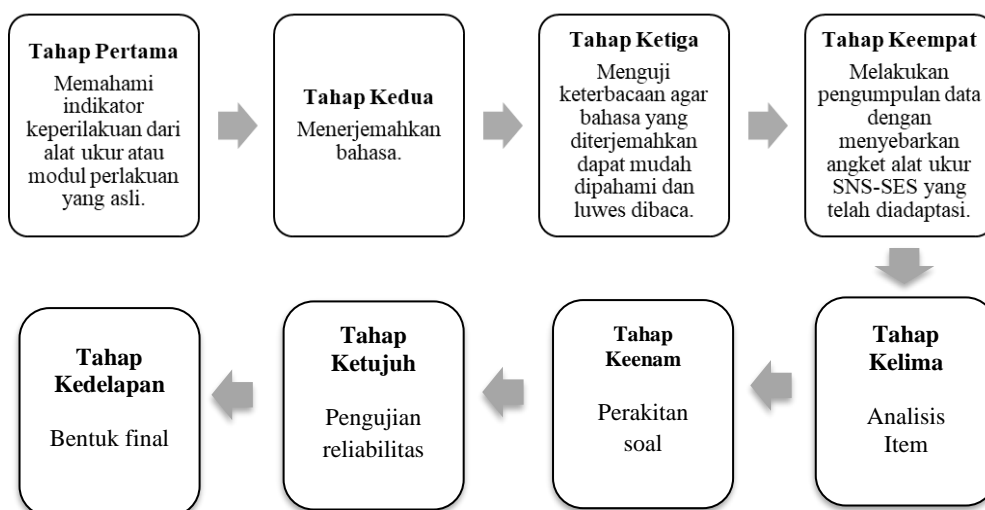 Tahap Pertama
Memahami
indikator
keperilakuan dari
alat ukur atau
modul perlakuan
yang asli.
Tahap Kedua
Menerjemahkan
bahasa.
Tahap Ketiga
Menguji
keterbacaan agar
bahasa yang
diterjemahkan
dapat mudah
dipahami dan
luwes dibaca.
Tahap Keempat
Melakukan
pengumpulan data
dengan
menyebarkan
angket alat ukur
SNS-SES yang
telah diadaptasi.
Tahap
Kelima
Analisis
Item
Tahap
Keenam
Perakitan
soal
Tahap
Ketujuh
Pengujian
reliabilitas
Tahap
Kedelapan
Bentuk final